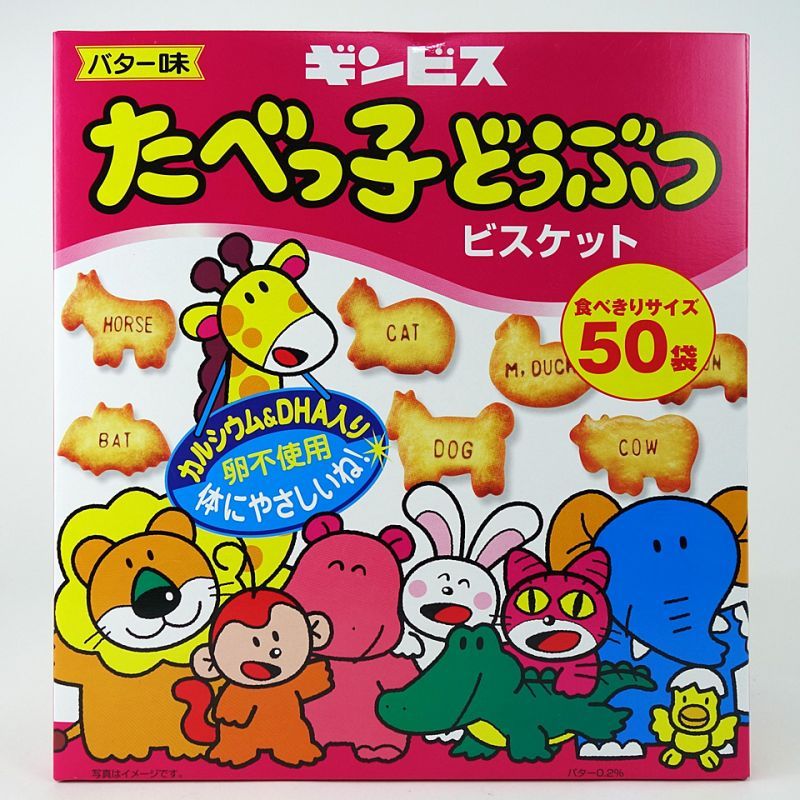 バター味
ギンビス
たべっ子どうぶつ
ビスケット
食べきりサイズ
50袋
HORSE
CAT
M, DUCK
BAT
DOG
COW
カルシウム&DHA入り
卵不使用
体にやさしいね!
写真はイメージです。
バター0.2%